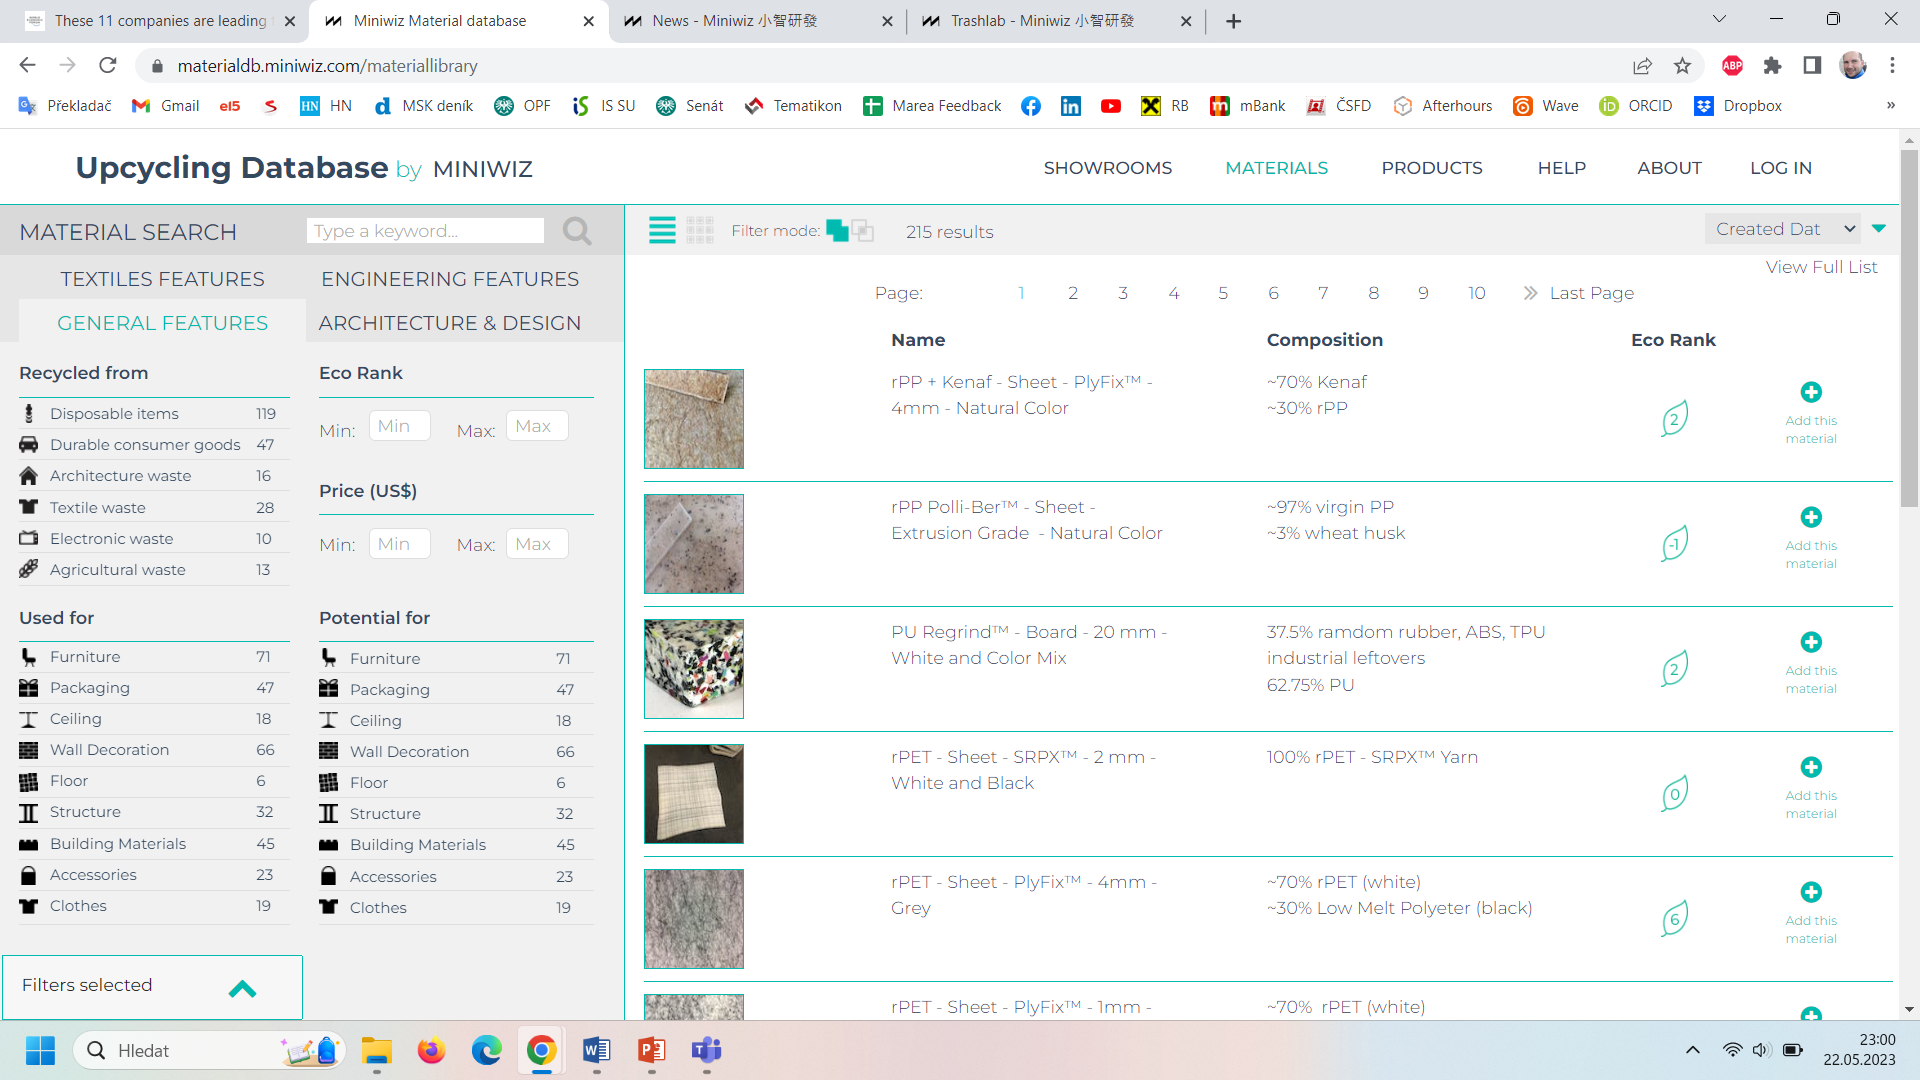 These 11 companies are leading
Miniwiz Material database
News - Miniwiz 小智研發
Trashlab - Miniwiz 小智研發
materialdb.miniwiz.com/materiallibrary
ABP
Překladač
Gmail
el5
HN HN
MSK deník
OPF
IS SU
Senát
Tematikon
Marea Feedback
RB
mBank
ČSFD
Afterhours
Wave
ORCID
Dropbox
»
Upcycling Database by MINIWIZ
SHOWROOMS
MATERIALS
PRODUCTS
HELP
ABOUT
LOG IN
MATERIAL SEARCH
Type a keyword...
TEXTILES FEATURES
ENGINEERING FEATURES
GENERAL FEATURES
ARCHITECTURE & DESIGN
Recycled from
Disposable items 119
Durable consumer goods 47
Architecture waste 16
Textile waste 28
Electronic waste 10
Agricultural waste 13
Eco Rank
Min: Min Max: Max
Price (US$)
Min: Min Max: Max
Used for
Furniture 71
Packaging 47
Ceiling 18
Wall Decoration 66
Floor 6
Structure 32
Building Materials 45
Accessories 23
Clothes 19
Potential for
Furniture 71
Packaging 47
Ceiling 18
Wall Decoration 66
Floor 6
Structure 32
Building Materials 45
Accessories 23
Clothes 19
Filters selected
Filter mode:
215 results
Created Dat
View Full List
Page: 1 2 3 4 5 6 7 8 9 10 Last Page
Name Composition Eco Rank
rPP + Kenaf - Sheet - PlyFix™ -
4mm - Natural Color
~70% Kenaf
~30% rPP
2
Add this
material
rPP Polli-Ber™ - Sheet -
Extrusion Grade - Natural Color
~97% virgin PP
~3% wheat husk
-1
Add this
material
PU Regrind™ - Board - 20 mm -
White and Color Mix
37.5% ramdom rubber, ABS, TPU
industrial leftovers
62.75% PU
2
Add this
material
rPET - Sheet - SRPX™ - 2 mm -
White and Black
100% rPET - SRPX™ Yarn
0
Add this
material
rPET - Sheet - PlyFix™ - 4mm -
Grey
~70% rPET (white)
~30% Low Melt Polyeter (black)
6
Add this
material
rPET - Sheet - PlyFix™ - 1mm -
~70% rPET (white)
Hledat
23:00
22.05.2023